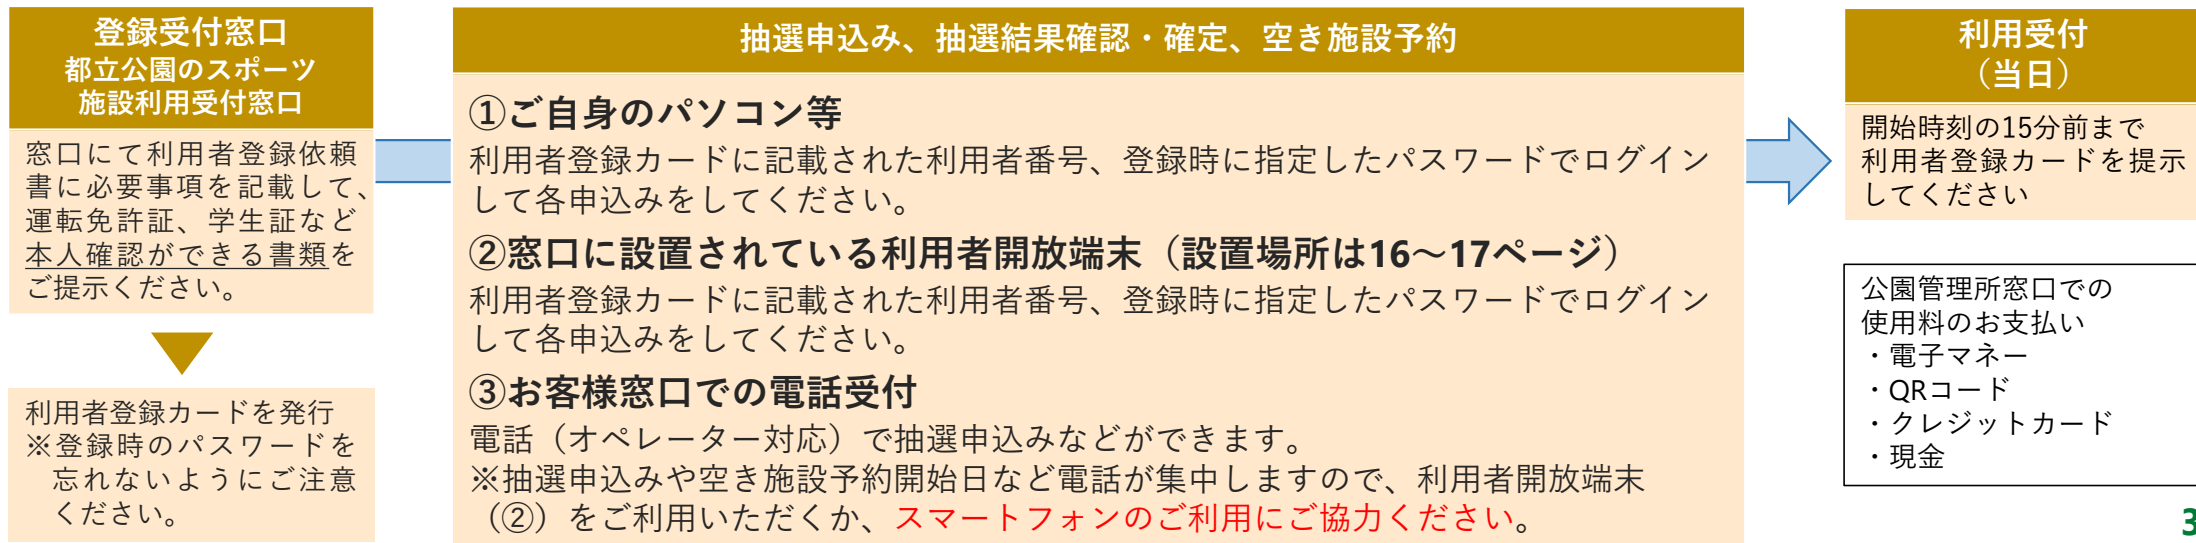 登録受付窓口
都立公園のスポーツ
施設利用受付窓口
窓口にて利用者登録依頼
書に必要事項を記載して、
運転免許証、学生証など
本人確認ができる書類を
ご提示ください。
利用者登録カードを発行
※登録時のパスワードを
忘れないようにご注意
ください。
抽選申込み、抽選結果確認・確定、空き施設予約
①ご自身のパソコン等
利用者登録カードに記載された利用者番号、登録時に指定したパスワードでログイン
して各申込みをしてください。
②窓口に設置されている利用者開放端末（設置場所は16～17ページ）
利用者登録カードに記載された利用者番号、登録時に指定したパスワードでログイン
して各申込みをしてください。
③お客様窓口での電話受付
電話（オペレーター対応）で抽選申込みなどができます。
※抽選申込みや空き施設予約開始日など電話が集中しますので、利用者開放端末
（②）をご利用いただくか、スマートフォンのご利用にご協力ください。
利用受付
（当日）
開始時刻の15分前まで
利用者登録カードを提示
してください
公園管理所窓口での
使用料のお支払い
・電子マネー
・QRコード
・クレジットカード
・現金
3